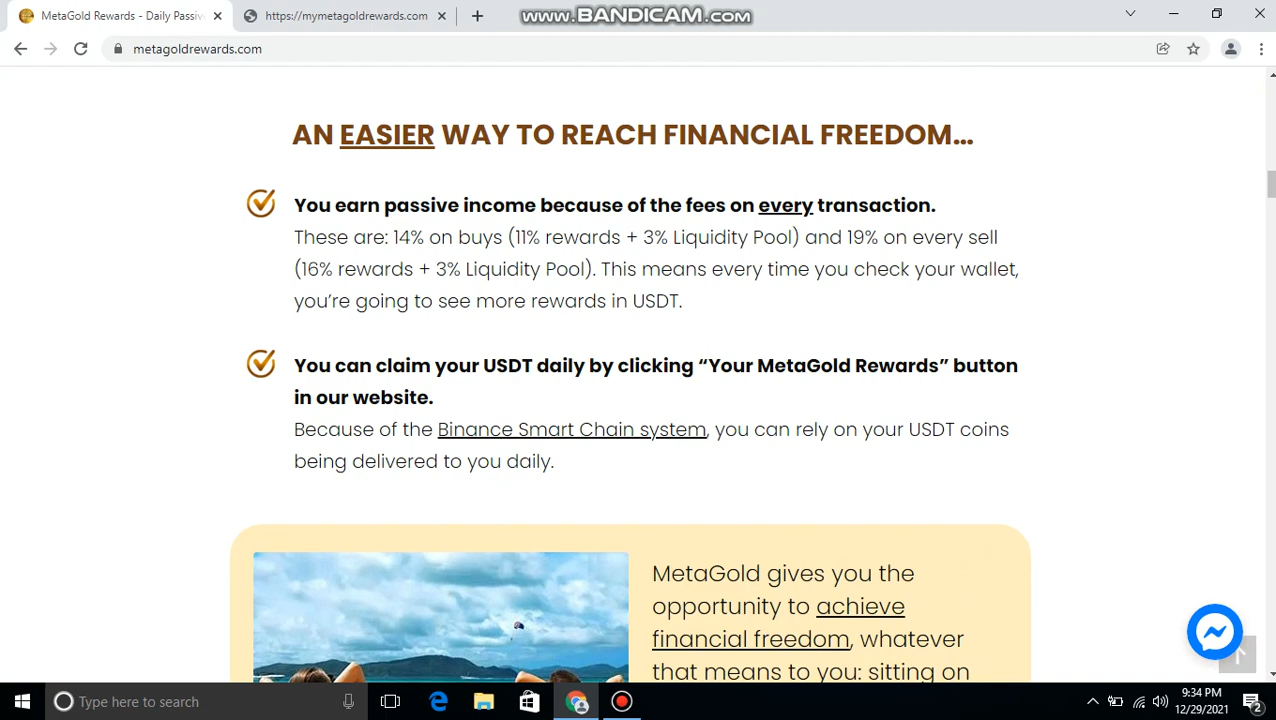 MetaGold Rewards - Daily Passiv
https://mymetagoldrewards.com
www.BANDICAM.com
metagoldrewards.com
AN EASIER WAY TO REACH FINANCIAL FREEDOM...
You earn passive income because of the fees on every transaction.
These are: 14% on buys (11% rewards + 3% Liquidity Pool) and 19% on every sell
(16% rewards + 3% Liquidity Pool). This means every time you check your wallet,
you’re going to see more rewards in USDT.
You can claim your USDT daily by clicking “Your MetaGold Rewards” button
in our website.
Because of the Binance Smart Chain system, you can rely on your USDT coins
being delivered to you daily.
MetaGold gives you the
opportunity to achieve
financial freedom, whatever
that means to you: sitting on
Type here to search
9:34 PM
12/29/2021
2